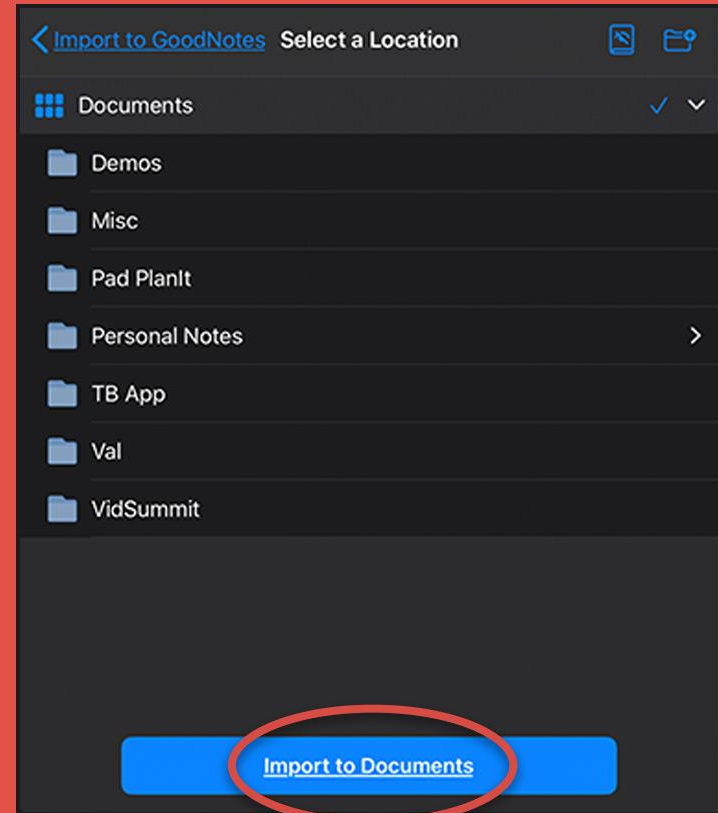 Import to GoodNotes Select a Location
Documents
Demos
Misc
Pad PlanIt
Personal Notes
TB App
Val
VidSummit
Import to Documents